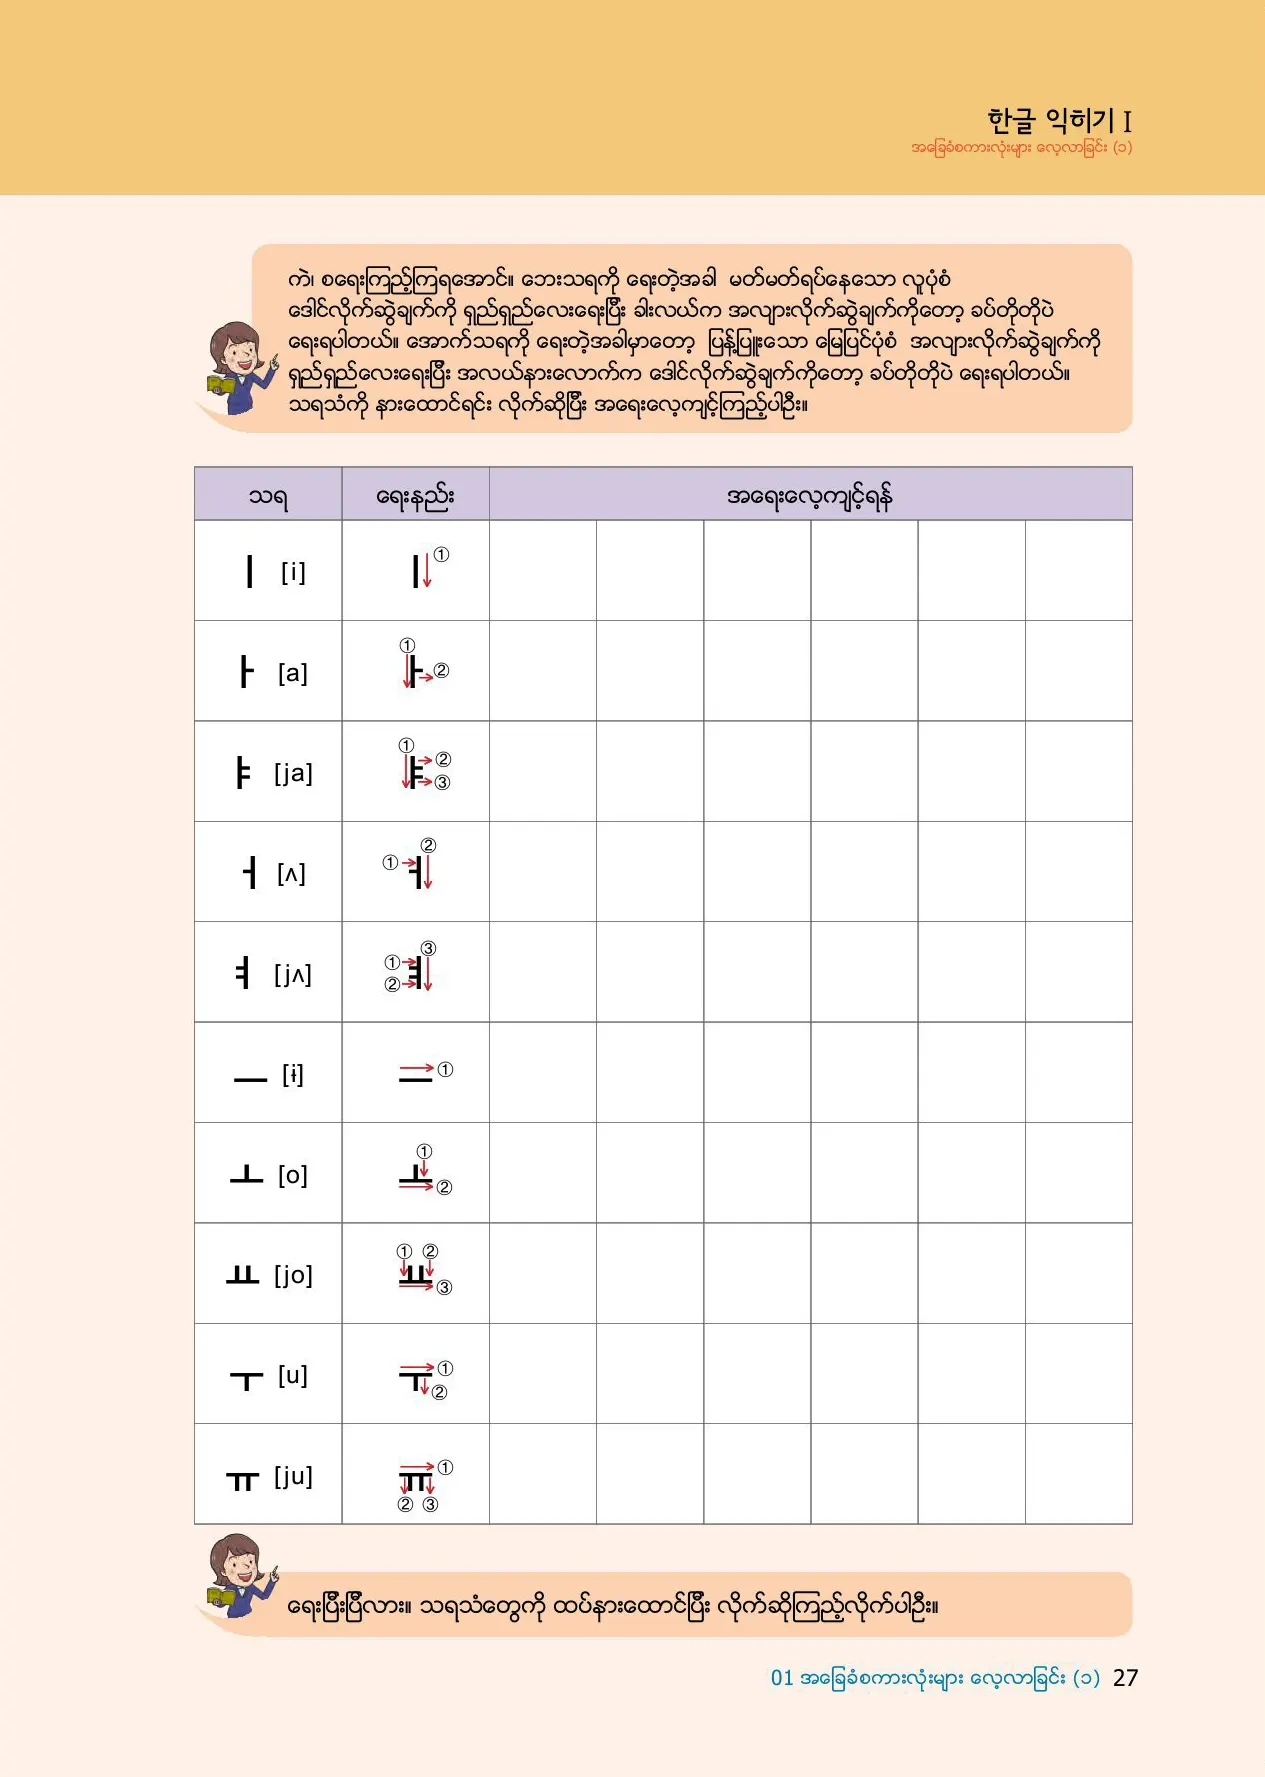 한글 익히기 I
အခြေခံစကားလုံးများ လေ့လာခြင်း (၁)
ကဲ၊ စရေးကြည့်ကြရအောင်။ ဘေးသရကို ရေးတဲ့အခါ မတ်မတ်ရပ်နေသော လူပုံစံ
ဒေါင်လိုက်ဆွဲချက်ကို ရှည်ရှည်လေးရေးပြီး ခါးလယ်က အလျားလိုက်ဆွဲချက်ကိုတော့ ခပ်တိုတိုပဲ
ရေးရပါတယ်။ အောက်သရကို ရေးတဲ့အခါမှာတော့ ပြန့်ပြူးသော မြေပြင်ပုံစံ အလျားလိုက်ဆွဲချက်ကို
ရှည်ရှည်လေးရေးပြီး အလယ်နားလောက်က ဒေါင်လိုက်ဆွဲချက်ကိုတော့ ခပ်တိုတိုပဲ ရေးရပါတယ်။
သရသံကို နားထောင်ရင်း လိုက်ဆိုပြီး အရေးလေ့ကျင့်ကြည့်ပါဦး။
သရ ရေးနည်း အရေးလေ့ကျင့်ရန်
ㅣ [i] ㅣ ①
ㅏ [a] ㅏ ① ②
ㅑ [ja] ㅑ ① ② ③
ㅓ [ʌ] ㅓ ① ②
ㅕ [jʌ] ㅕ ① ② ③
ㅡ [ɨ] ㅡ ①
ㅗ [o] ㅗ ① ②
ㅛ [jo] ㅛ ① ② ③
ㅜ [u] ㅜ ① ②
ㅠ [ju] ㅠ ① ② ③
ရေးပြီးပြီလား။ သရသံတွေကို ထပ်နားထောင်ပြီး လိုက်ဆိုကြည့်လိုက်ပါဦး။
01 အခြေခံစကားလုံးများ လေ့လာခြင်း (၁) 27